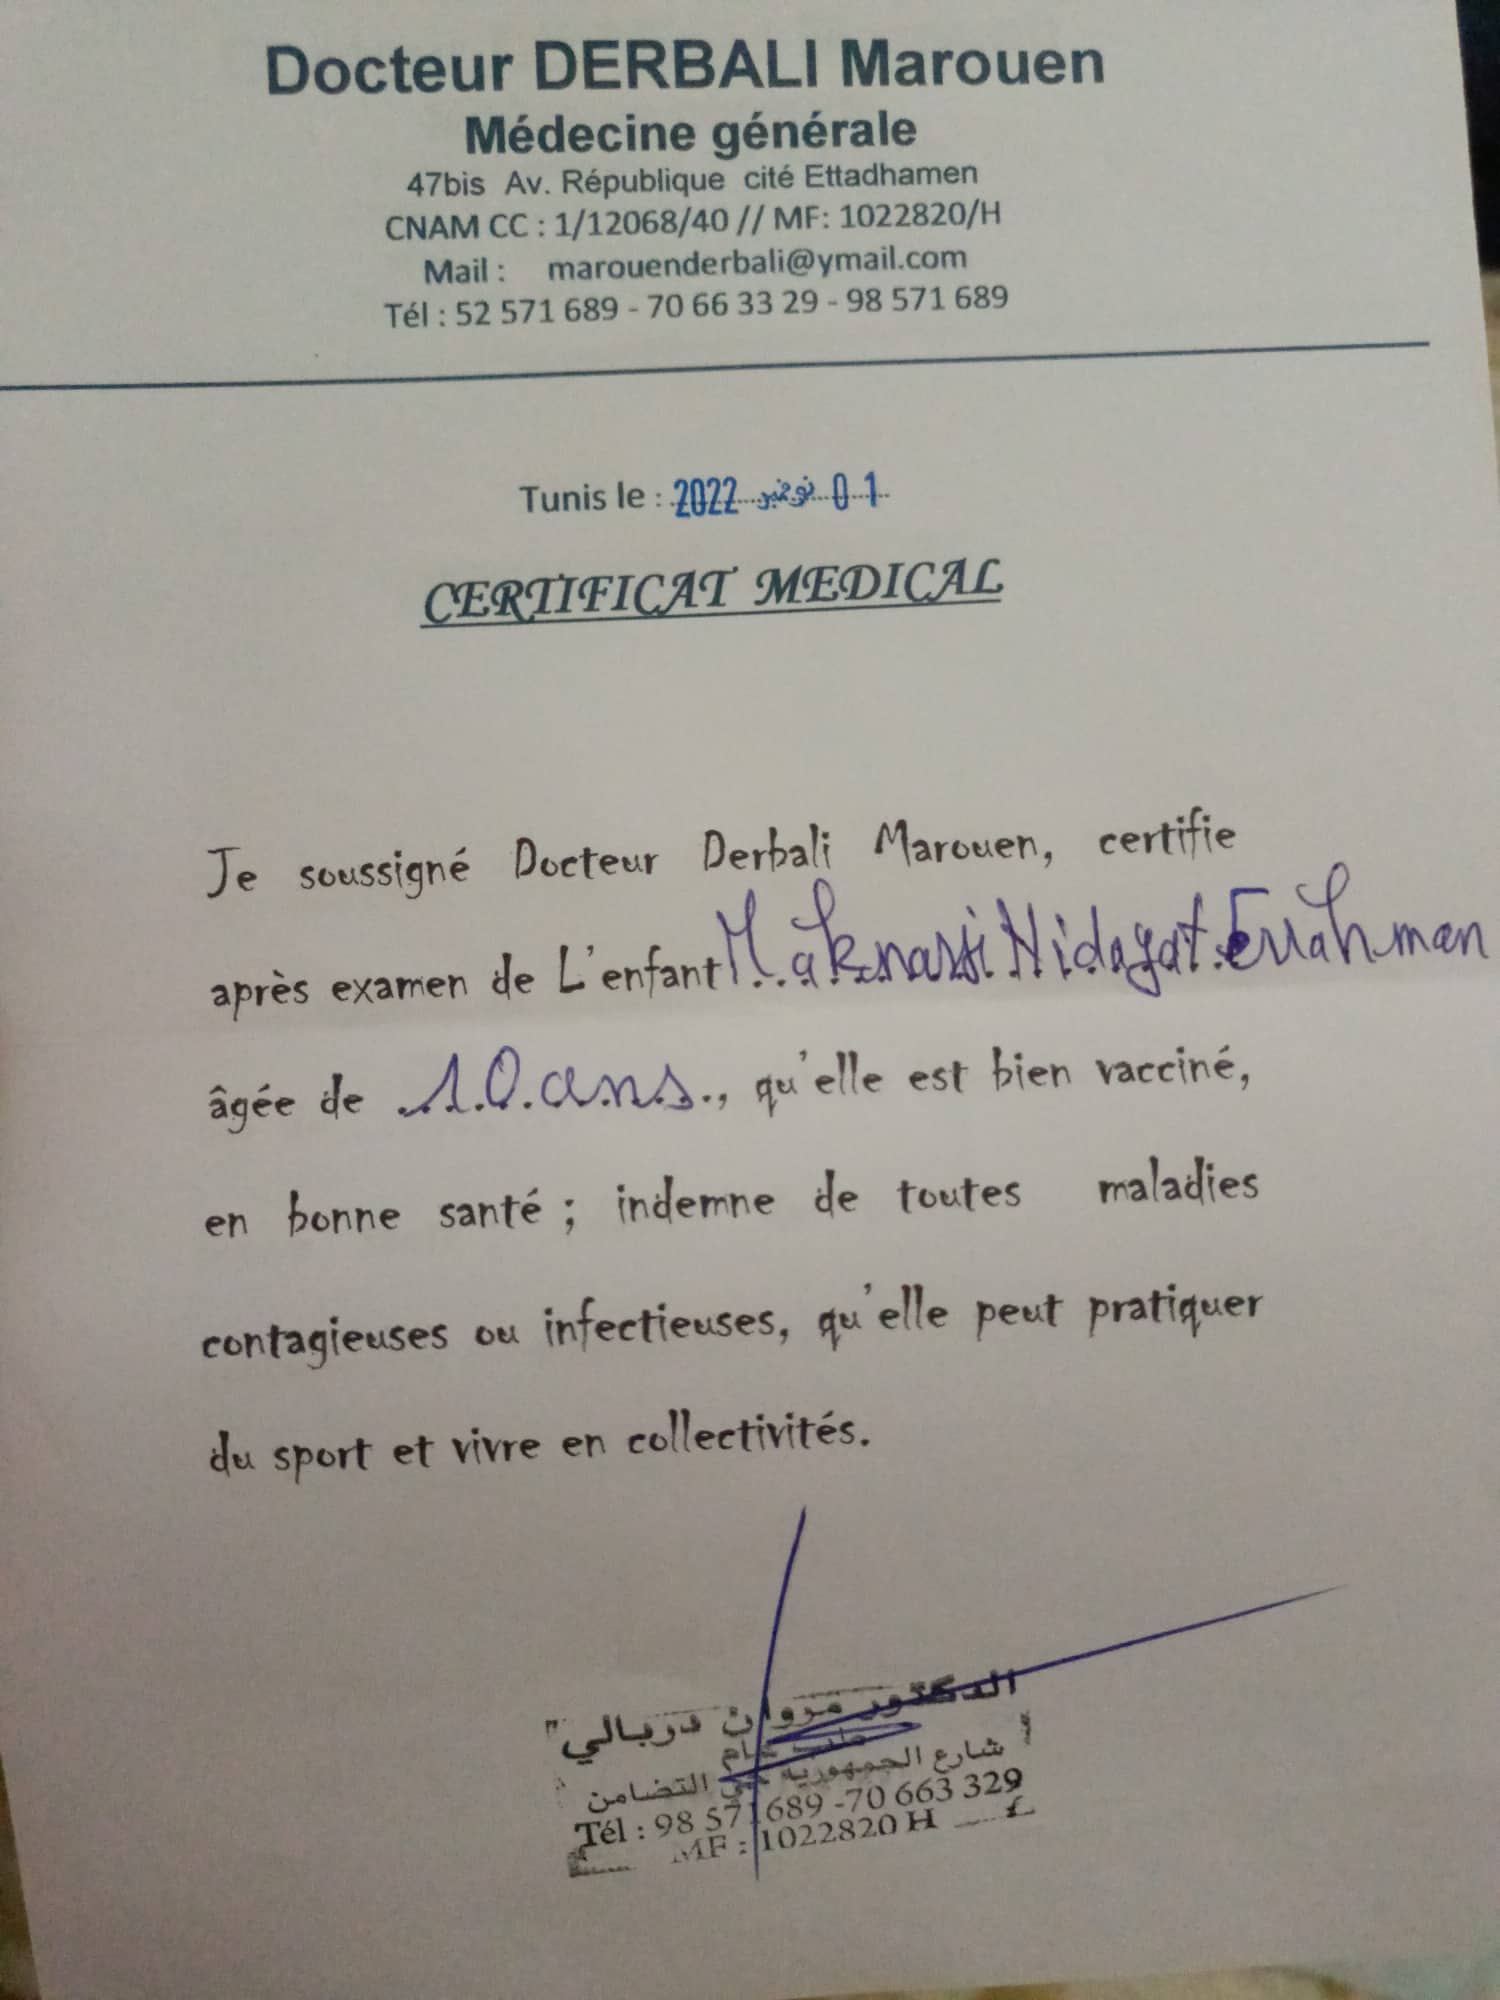 Docteur DERBALI Marouen
Médecine générale
47bis Av. République cité Ettadhamen
CNAM CC : 1/12068/40 // MF: 1022820/H
Mail : marouenderbali@ymail.com
Tél : 52 571 689 - 70 66 33 29 - 98 571 689
Tunis le : 2022 نوفمبر 01
CERTIFICAT MEDICAL
Je soussigné Docteur Derbali Marouen, certifie
après examen de L'enfant Maknassi Hidayat Errahman
âgée de 10 ans, qu'elle est bien vacciné,
en bonne santé ; indemne de toutes maladies
contagieuses ou infectieuses, qu'elle peut pratiquer
du sport et vivre en collectivités.
الدكتور مروان دربالي
طب عام
شارع الجمهورية حي التضامن
Tél : 98 571 689 -70 663 329
MF : 1022820 H